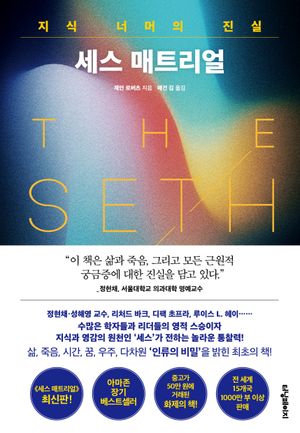 지식 너머의 진실
세스 매트리얼
제인 로버츠 지음 매건 김 옮김
THE
SETH
“이 책은 삶과 죽음, 그리고 모든 근원적
궁금증에 대한 진실을 담고 있다.”
_정현채, 서울대학교 의과대학 명예교수
정현채·성해영 교수, 리처드 바크, 디팩 초프라, 루이스 L. 헤이……
수많은 학자들과 리더들의 영적 스승이자
지식과 영감의 원천인 ‘세스’가 전하는 놀라운 통찰력!
삶, 죽음, 시간, 꿈, 우주, 다차원 ‘인류의 비밀’을 밝힌 최초의 책!
《세스 매트리얼》
최신판!
아마존
장기
베스트셀러
중고가
50만 원에
거래된
화제의 책!
전 세계
15개국
1000만 부 이상
판매
터닝페이지